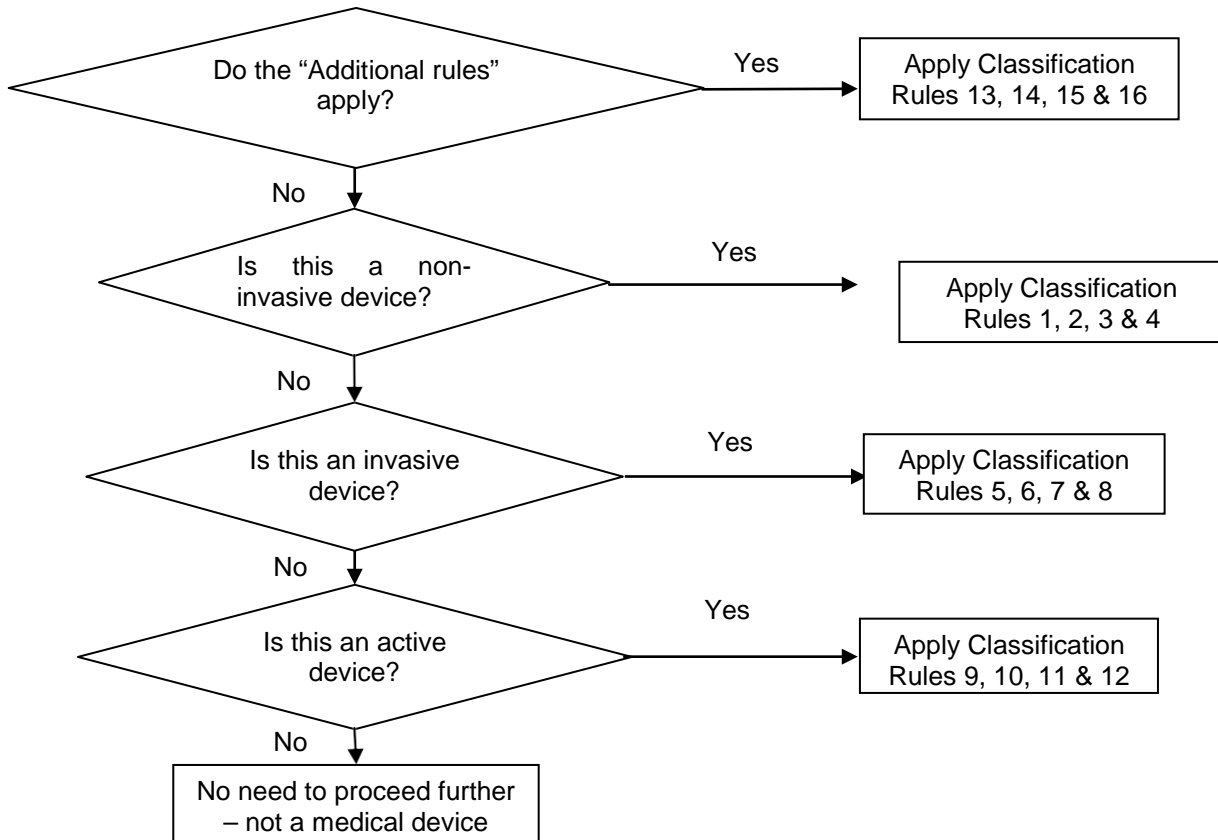 Do the “Additional rules”
apply?
Yes
Apply Classification
Rules 13, 14, 15 & 16
No
Is this a non-
invasive device?
Yes
Apply Classification
Rules 1, 2, 3 & 4
No
Is this an invasive
device?
Yes
Apply Classification
Rules 5, 6, 7 & 8
No
Is this an active
device?
Yes
Apply Classification
Rules 9, 10, 11 & 12
No
No need to proceed further
– not a medical device